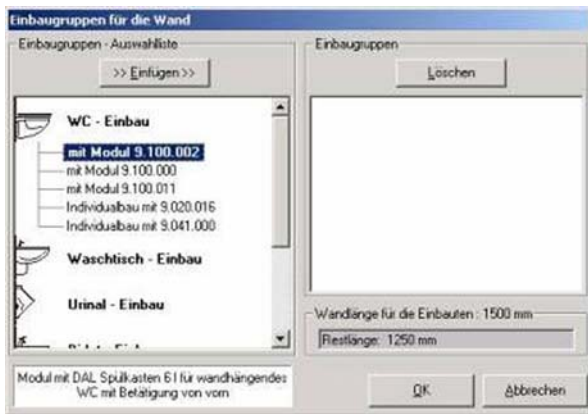 Einbaugruppen für die Wand
Einbaugruppen - Auswahlliste
>> Einfügen >>
WC - Einbau
mit Modul 9.100.002
mit Modul 9.100.000
mit Modul 9.100.011
Individualbau mit 9.020.016
Individualbau mit 9.041.000
Waschtisch - Einbau
Urinal - Einbau
Modul mit DAL Spülkasten 6 l für wandhängendes
WC mit Betätigung von vorn
Einbaugruppen
Löschen
Wandlänge für die Einbauten : 1500 mm
Restlänge: 1250 mm
OK
Abbrechen